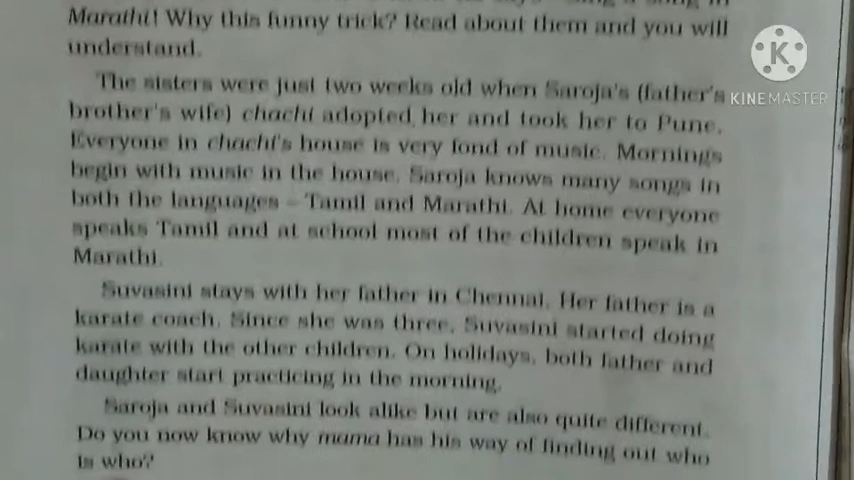 Marathi! Why this funny trick? Read about them and you will
understand.
The sisters were just two weeks old when Saroja's (father's
brother's wife) chachi adopted her and took her to Pune.
Everyone in chachi's house is very fond of music. Mornings
begin with music in the house. Saroja knows many songs in
both the languages – Tamil and Marathi. At home everyone
speaks Tamil and at school most of the children speak in
Marathi.
Suvasini stays with her father in Chennai. Her father is a
karate coach. Since she was three, Suvasini started doing
karate with the other children. On holidays, both father and
daughter start practicing in the morning.
Saroja and Suvasini look alike but are also quite different.
Do you now know why mama has his way of finding out who
is who?
K
KINEMASTER